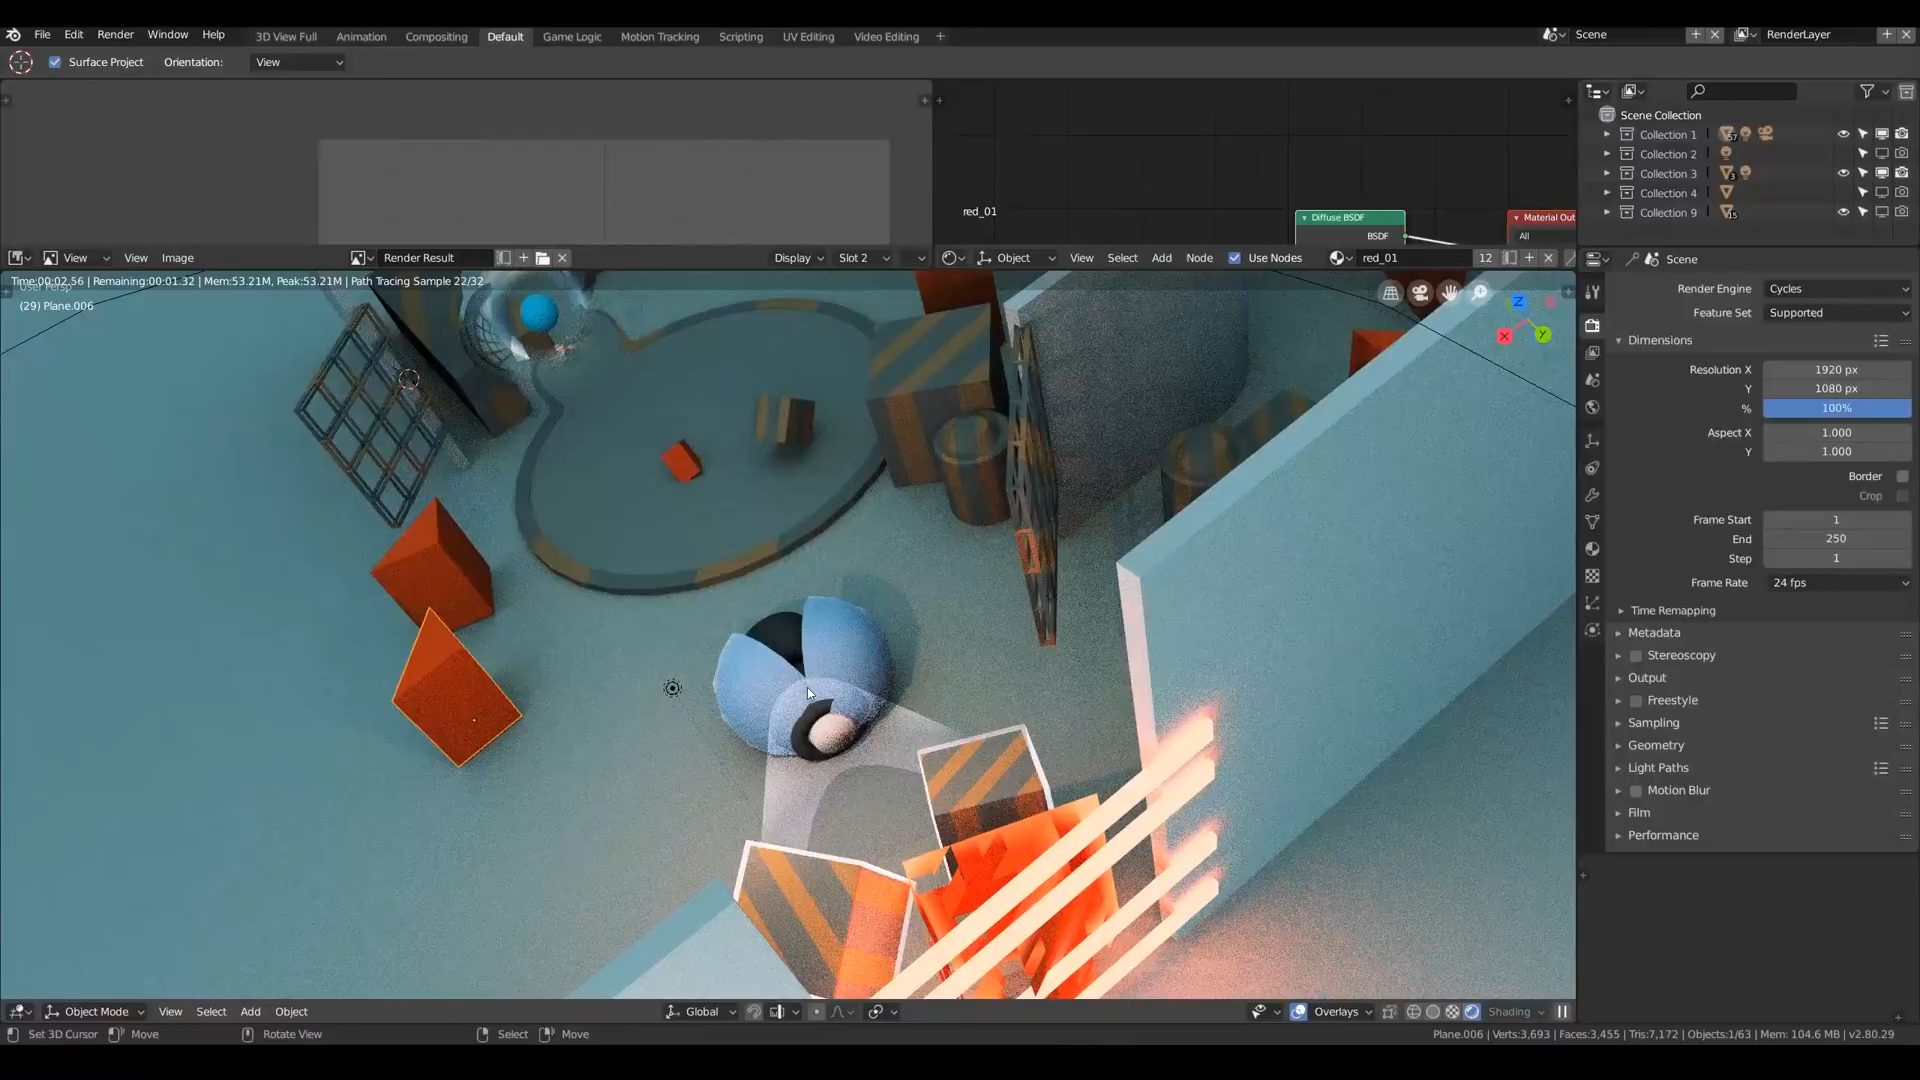 File Edit Render Window Help 3D View Full Animation Compositing Default Game Logic Motion Tracking Scripting UV Editing Video Editing + Scene RenderLayer
Surface Project Orientation: View
Scene Collection
Collection 1 57
Collection 2
Collection 3 3
Collection 4
Collection 9 15
red_01
Diffuse BSDF
BSDF
Material Out
All
View View Image Render Result Display Slot 2
Object View Select Add Node Use Nodes red_01 12
Scene
Time:00:02.56 | Remaining:00:01.32 | Mem:53.21M, Peak:53.21M | Path Tracing Sample 22/32
User Persp
(29) Plane.006
Z
X Y
Render Engine Cycles
Feature Set Supported
Dimensions
Resolution X 1920 px
Y 1080 px
% 100%
Aspect X 1.000
Y 1.000
Border
Crop
Frame Start 1
End 250
Step 1
Frame Rate 24 fps
Time Remapping
Metadata
Stereoscopy
Output
Freestyle
Sampling
Geometry
Light Paths
Motion Blur
Film
Performance
Object Mode View Select Add Object Global Overlays Shading
Set 3D Cursor Move Rotate View Select Move Plane.006 | Verts:3,693 | Faces:3,455 | Tris:7,172 | Objects:1/63 | Mem: 104.6 MB | v2.80.29